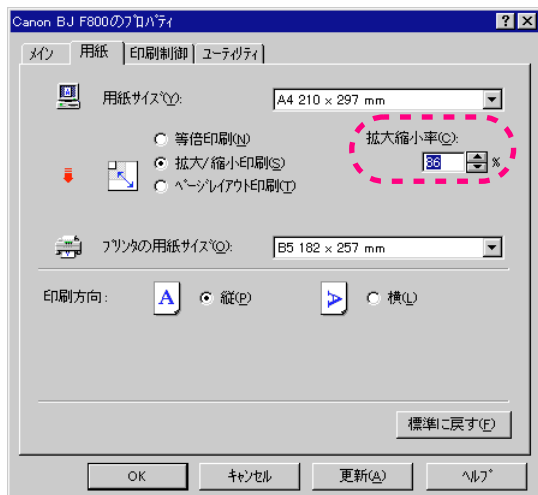 Canon BJ F800のプロパティ
メイン 用紙 印刷制御 ユーティリティ
用紙サイズ(Y): A4 210 x 297 mm
等倍印刷(N)
拡大/縮小印刷(S)
ページレイアウト印刷(T)
拡大縮小率(C):
86 %
プリンタの用紙サイズ(O): B5 182 x 257 mm
印刷方向: A 縦(P) A 横(L)
標準に戻す(F)
OK キャンセル 更新(A) ヘルプ